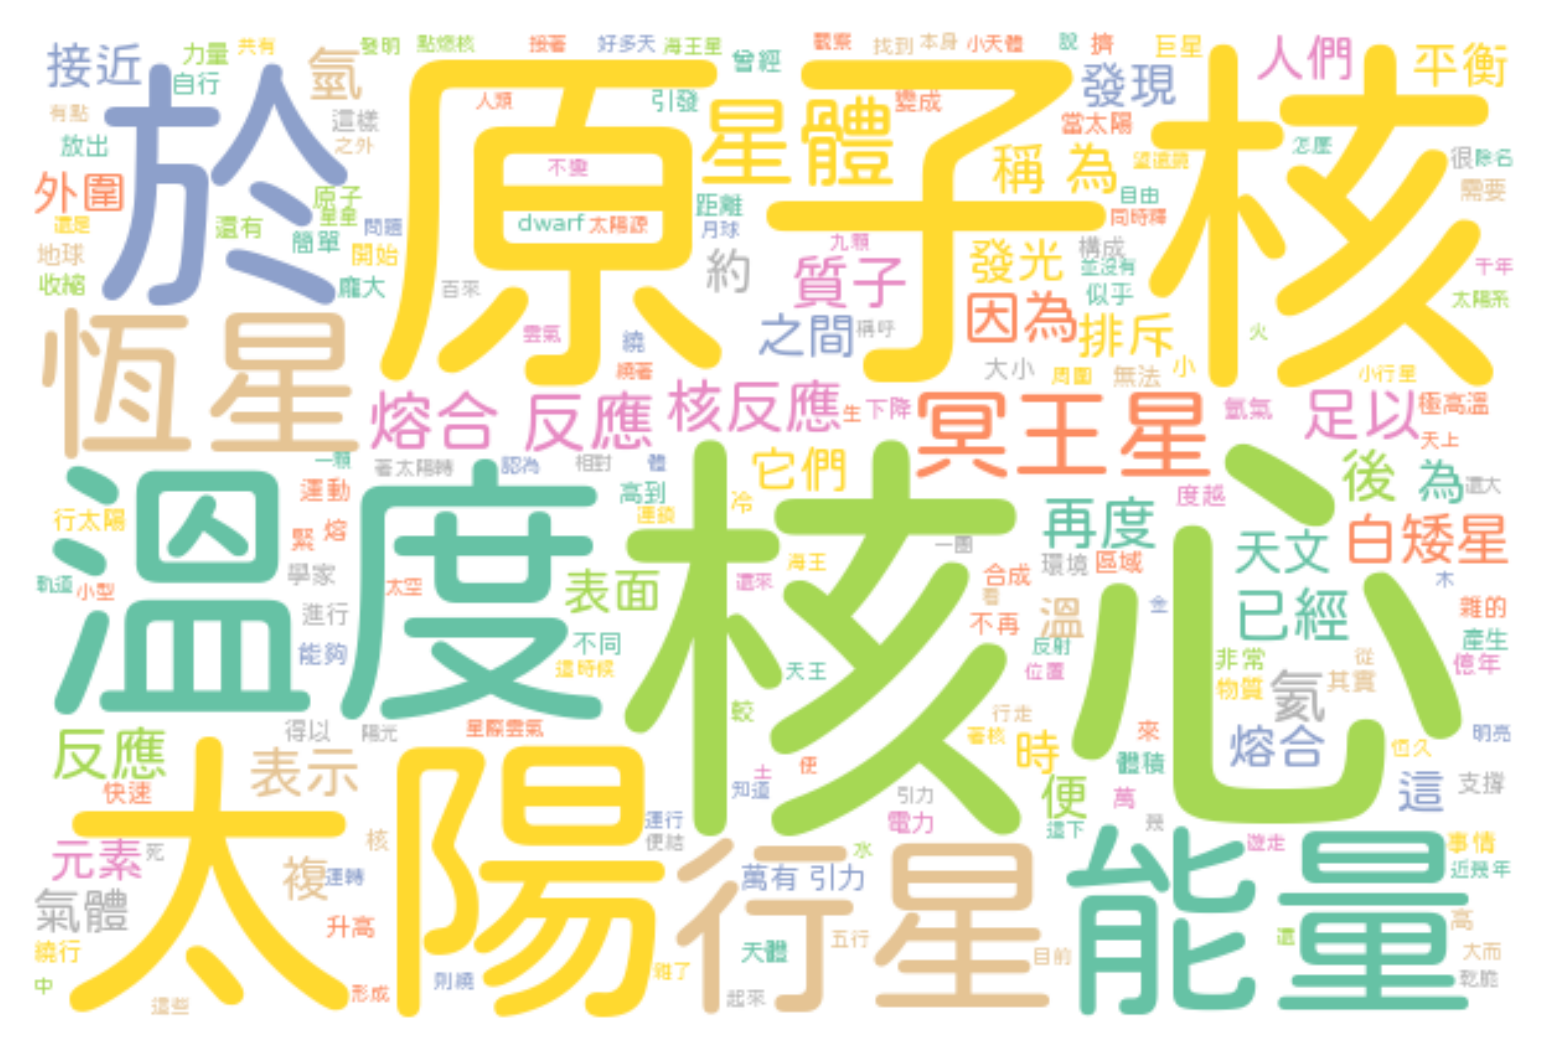 接近 力量 共有 氫 發明 點燃核 接著 好多天 海王星 曾經 觀察 找到 本身 小天體 說 擠 巨星 人們 平衡
自行 引發 發現
有點 於 這樣 人類 原子核 星體 變成 當太陽
放出 之外 不變 稱為 怎麼 很 除名
外圍 原子 距離 自由 需要
還是 還有 星星 問題 dwarf 太陽源 月球 同時釋
地球 簡單 開始 九顆 發光 構成 千年
收縮 龐大 百來 約 質子 並沒有 似乎 太陽系
恆星 雲氣 繞 之間 稱呼 因為 排斥 火
繞著 大小 周圍 無法 小 小行星
熔合 反應 核反應 生 下降 冥王星 氫氣 足以 極高溫
天上
一顆 著太陽轉 認為 相對 體 它們 後 為 還大
溫度 運動 高到 冷 核心 度越
行太陽 連鎖 再度 白矮星
緊 熔 一團 天文
軌道 小型 學家 太空 表面 海王 還來 合成 環境 區域 金 木
進行 看 溫 已經 雜的
能夠 不同 不再 反射 產生
這時候 天王 位置 非常 從 億年
較 行走 物質 氦 其實
反應 得以 陽光 星際雲氣 著核 時 來 熔合 恒久 明亮
表示 士 便 體積
快速 太陽 知道 引力 便 萬 這 支撐
運行 電力 這下 幾
元素 死 核 便結 行星 水 能量 遊走 事情
複 運轉 萬有 引力 近幾年
氣體 升高 五行 高
繞行 天體 目前 還 大而
中 則繞 雜了 起來 乾脆
這些 形成